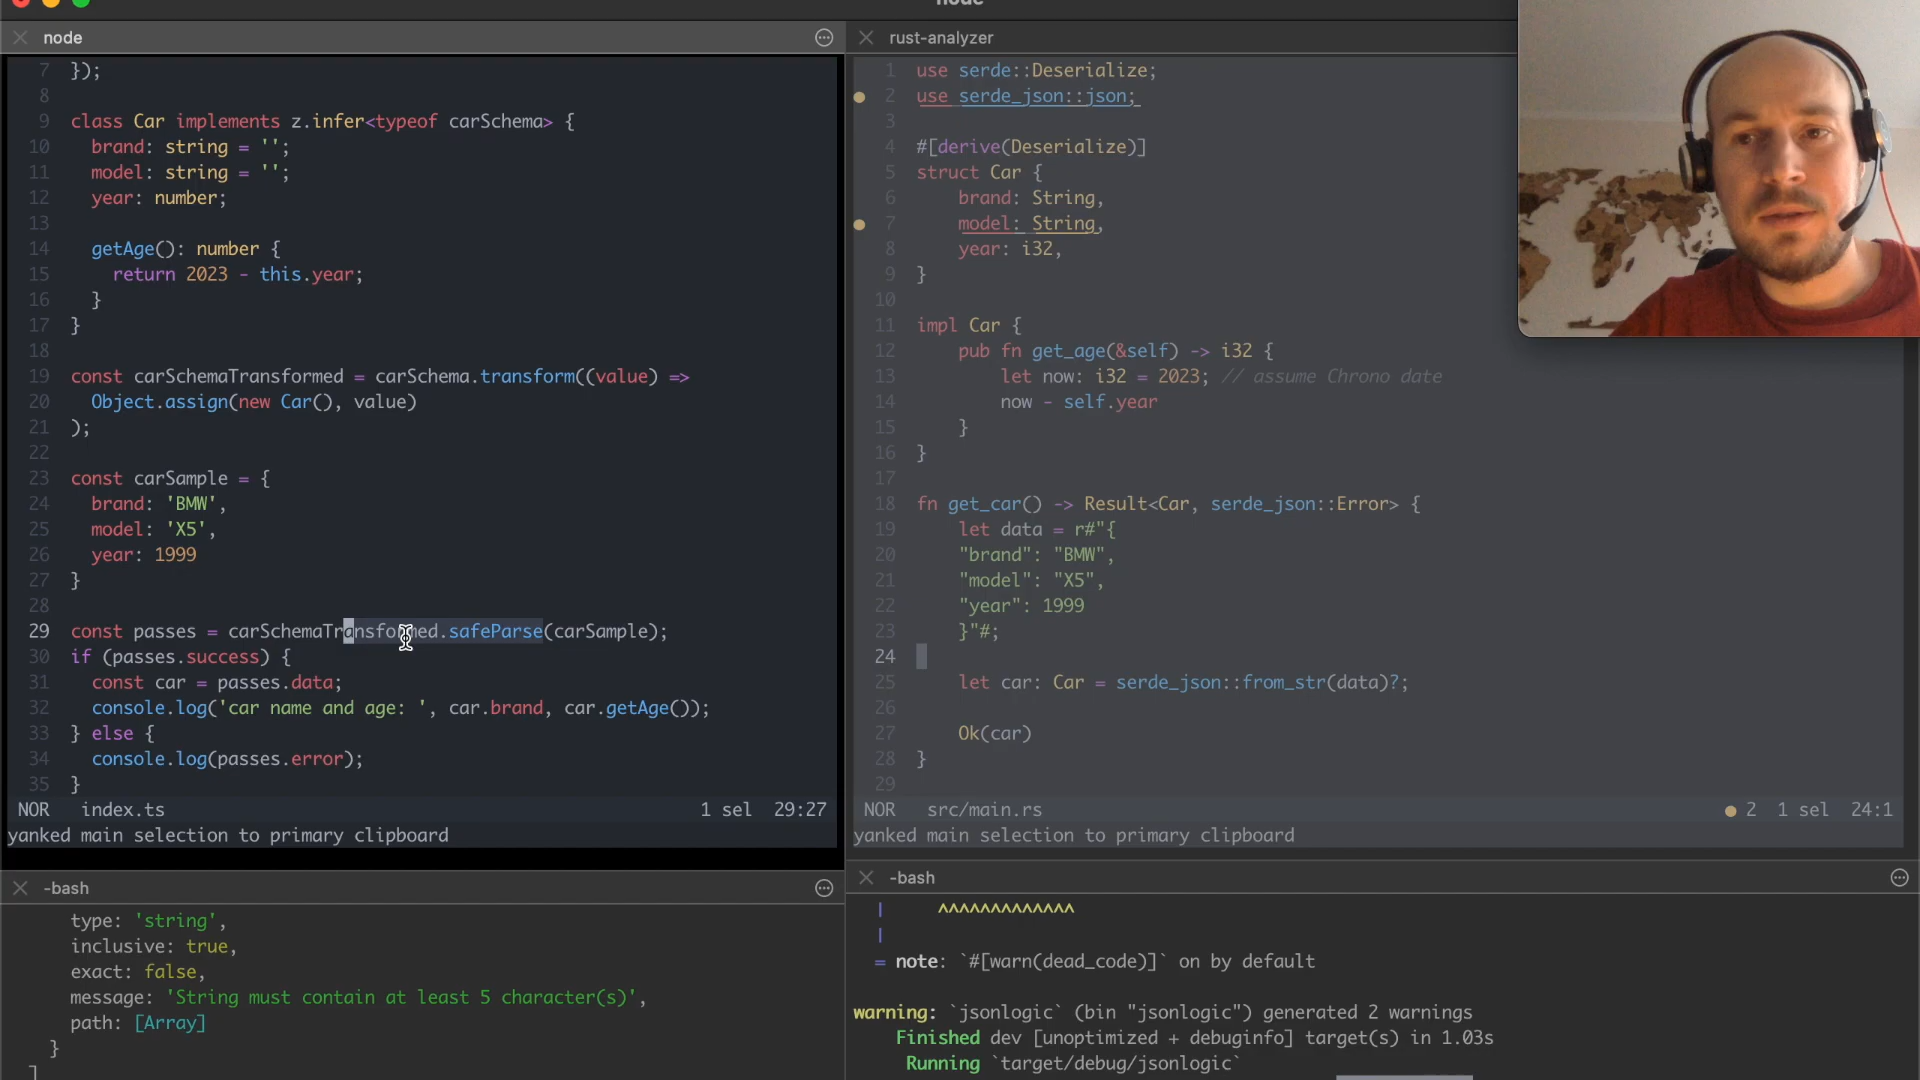 node
node
7 });
8
9 class Car implements z.infer<typeof carSchema> {
10 brand: string = '';
11 model: string = '';
12 year: number;
13
14 getAge(): number {
15 return 2023 - this.year;
16 }
17 }
18
19 const carSchemaTransformed = carSchema.transform((value) =>
20 Object.assign(new Car(), value)
21 );
22
23 const carSample = {
24 brand: 'BMW',
25 model: 'X5',
26 year: 1999
27 }
28
29 const passes = carSchemaTransformed.safeParse(carSample);
30 if (passes.success) {
31 const car = passes.data;
32 console.log('car name and age: ', car.brand, car.getAge());
33 } else {
34 console.log(passes.error);
35 }
NOR index.ts 1 sel 29:27
yanked main selection to primary clipboard
rust-analyzer
1 use serde::Deserialize;
2 use serde_json::json;
3
4 #[derive(Deserialize)]
5 struct Car {
6 brand: String,
7 model: String,
8 year: i32,
9 }
10
11 impl Car {
12 pub fn get_age(&self) -> i32 {
13 let now: i32 = 2023; // assume Chrono date
14 now - self.year
15 }
16 }
17
18 fn get_car() -> Result<Car, serde_json::Error> {
19 let data = r#"{
20 "brand": "BMW",
21 "model": "X5",
22 "year": 1999
23 }"#;
24
25 let car: Car = serde_json::from_str(data)?;
26
27 Ok(car)
28 }
29
NOR src/main.rs 2 1 sel 24:1
yanked main selection to primary clipboard
-bash
type: 'string',
inclusive: true,
exact: false,
message: 'String must contain at least 5 character(s)',
path: [Array]
}
]
-bash
| ^^^^^^^^^^^^^
|
= note: `#[warn(dead_code)]` on by default
warning: `jsonlogic` (bin "jsonlogic") generated 2 warnings
Finished dev [unoptimized + debuginfo] target(s) in 1.03s
Running `target/debug/jsonlogic`